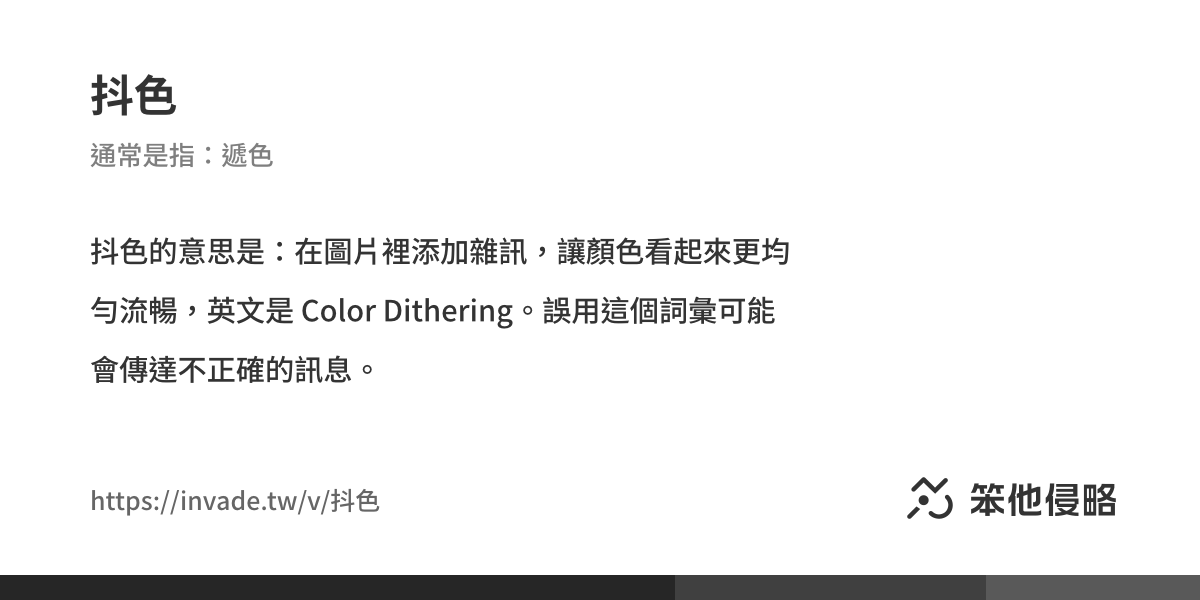 抖色
通常是指：遞色
抖色的意思是：在圖片裡添加雜訊，讓顏色看起來更均
勻流暢，英文是 Color Dithering。誤用這個詞彙可能
會傳達不正確的訊息。
https://invade.tw/v/抖色
笨他侵略